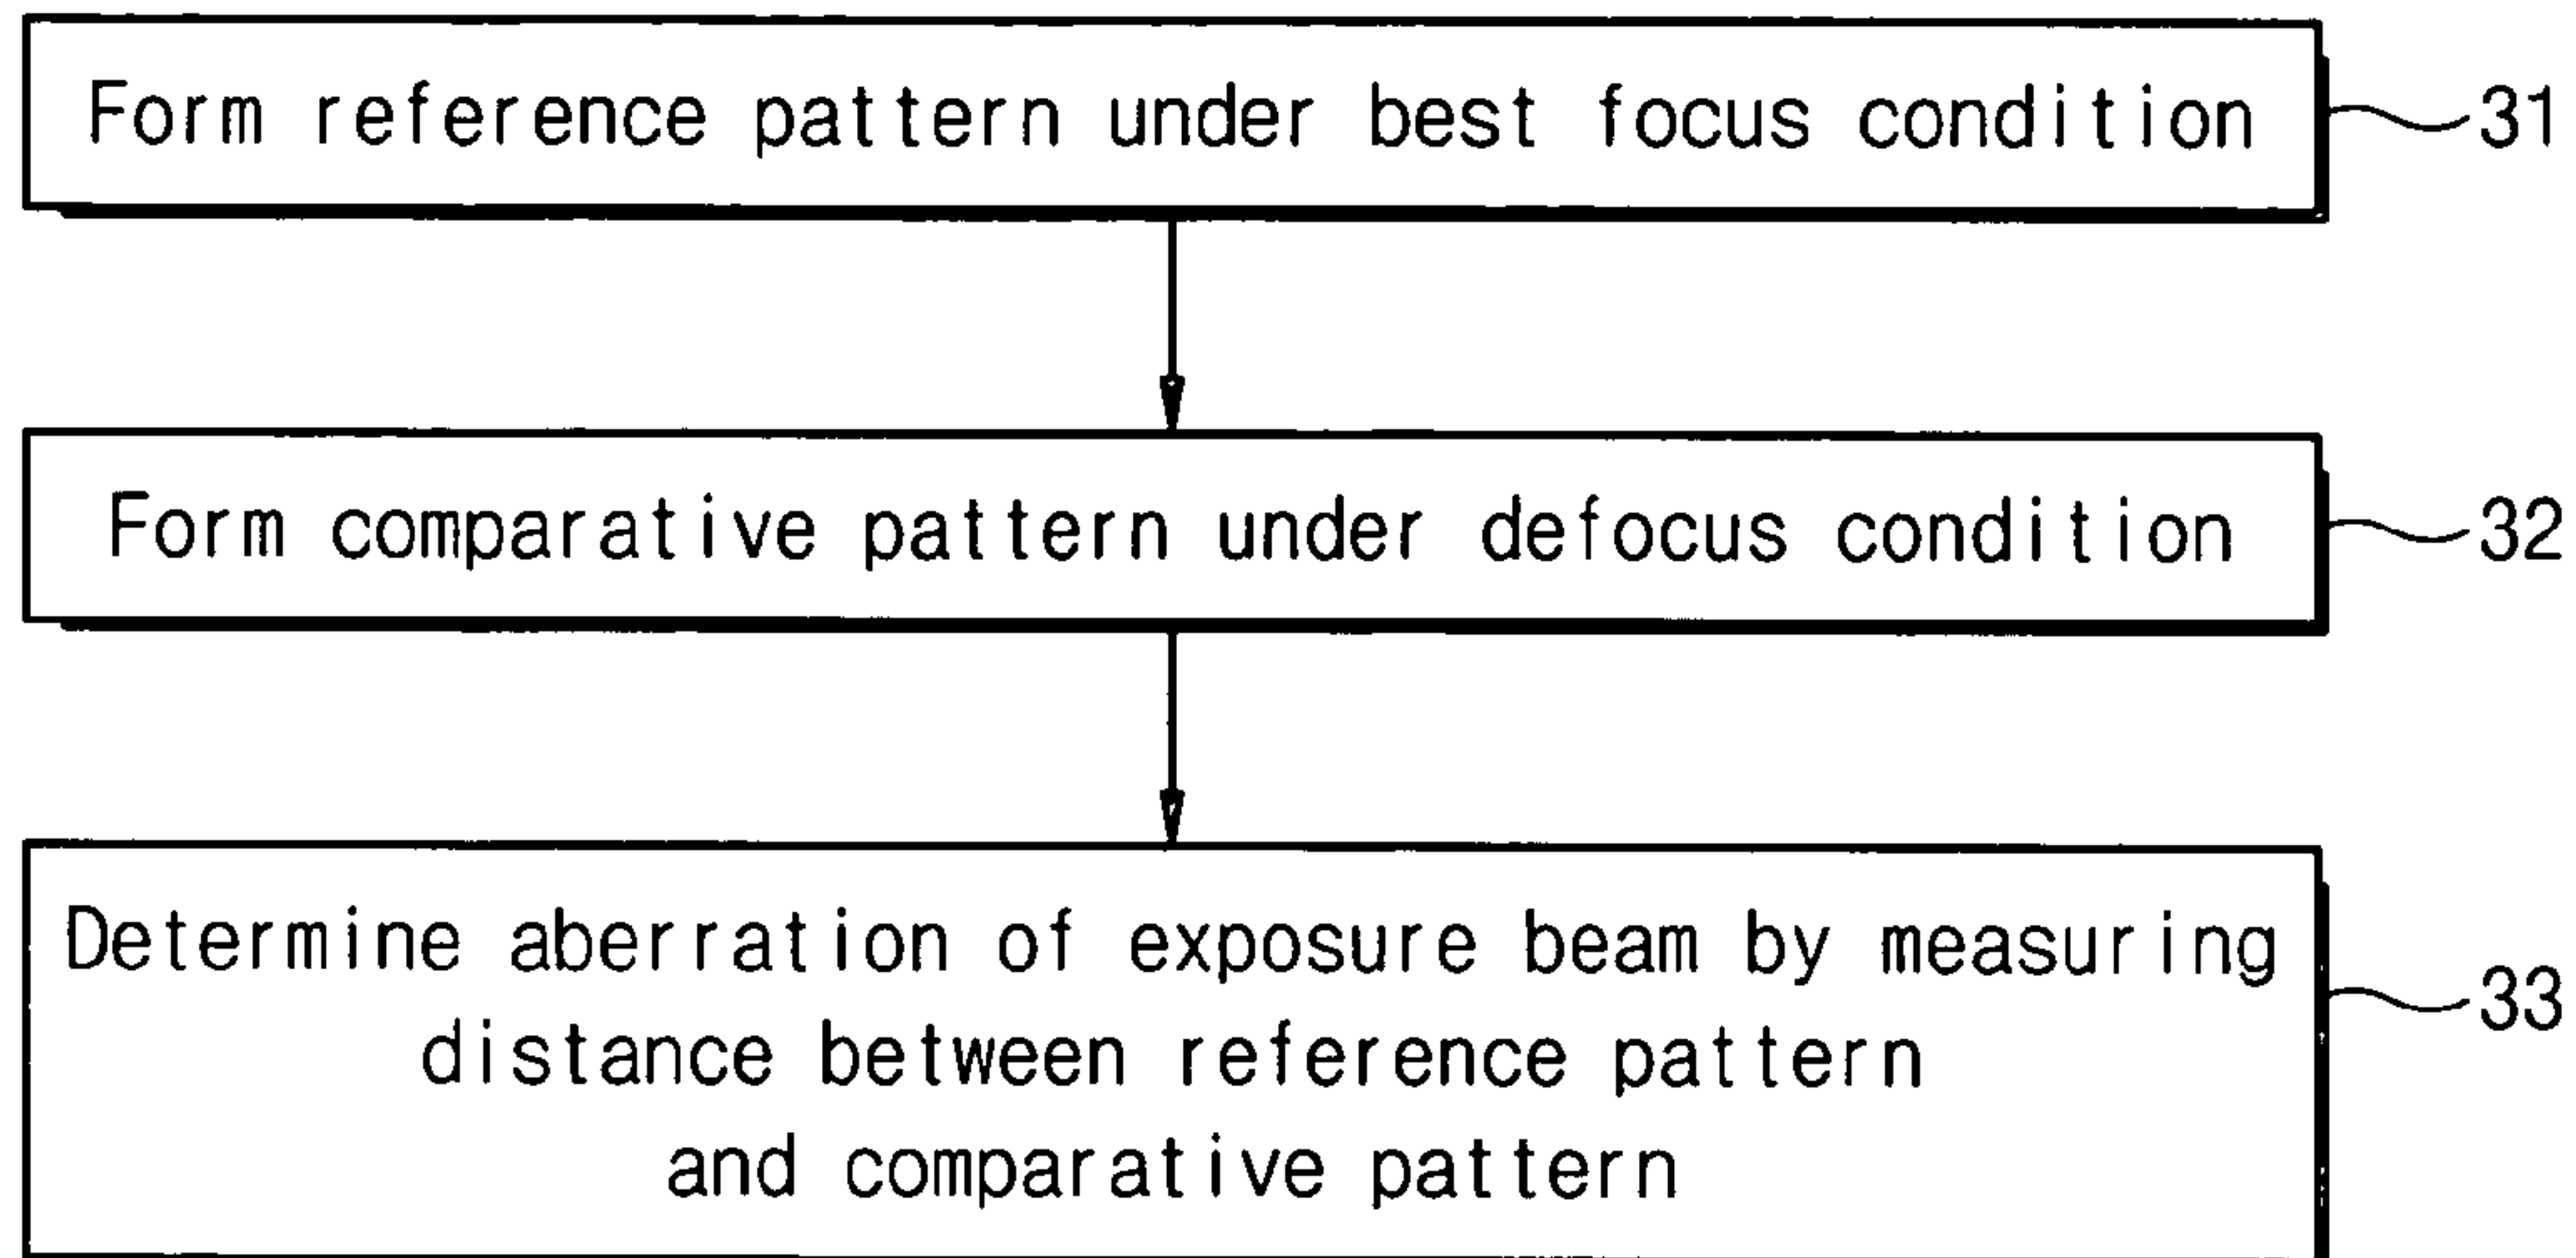 Form reference pattern under best focus condition
31
Form comparative pattern under defocus condition
32
Determine aberration of exposure beam by measuring
distance between reference pattern
and comparative pattern
33